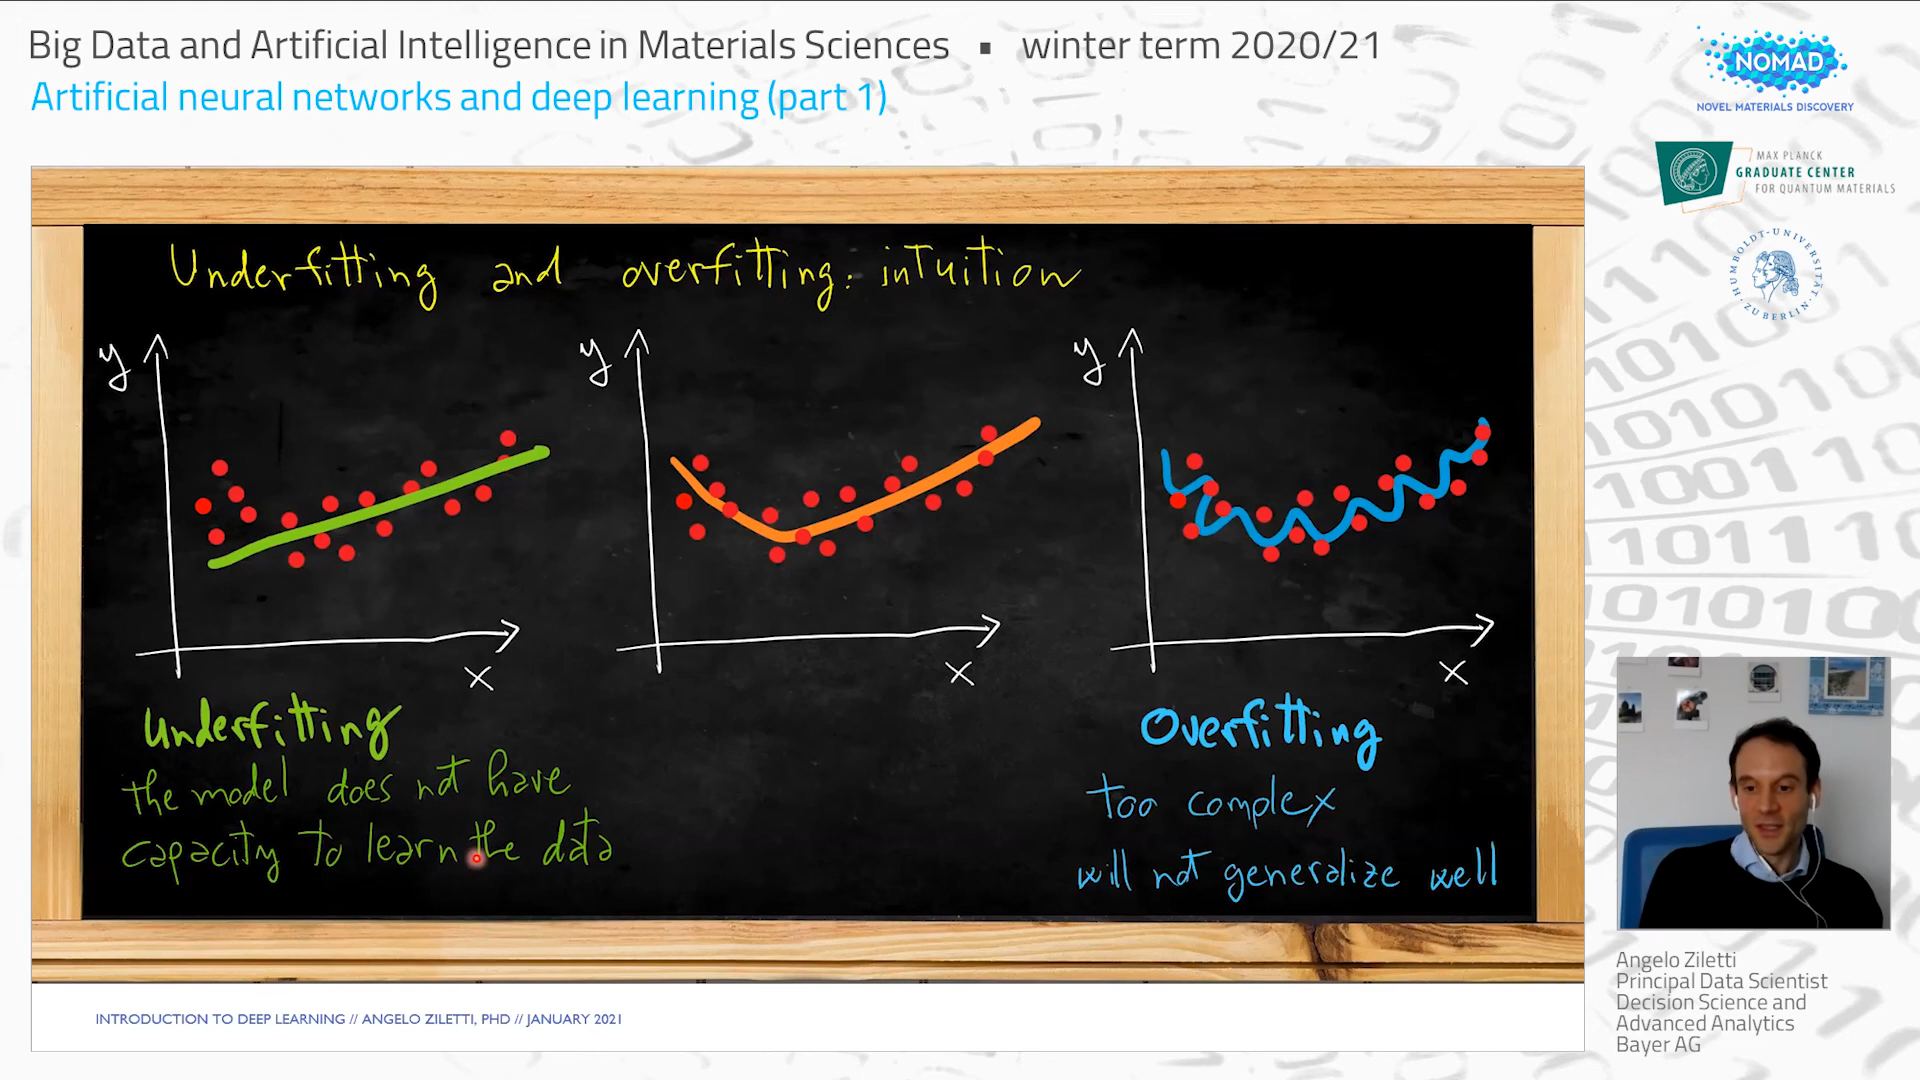 Big Data and Artificial Intelligence in Materials Sciences ▪ winter term 2020/21
Artificial neural networks and deep learning (part 1)
NOMAD
NOVEL MATERIALS DISCOVERY
MAX PLANCK
GRADUATE CENTER
FOR QUANTUM MATERIALS
HUMBOLDT-UNIVERSITÄT ZU BERLIN
Underfitting and overfitting: intuition
y
y
y
x
x
x
Underfitting
the model does not have
capacity to learn the data
Overfitting
too complex
will not generalize well
INTRODUCTION TO DEEP LEARNING // ANGELO ZILETTI, PHD // JANUARY 2021
Angelo Ziletti
Principal Data Scientist
Decision Science and
Advanced Analytics
Bayer AG